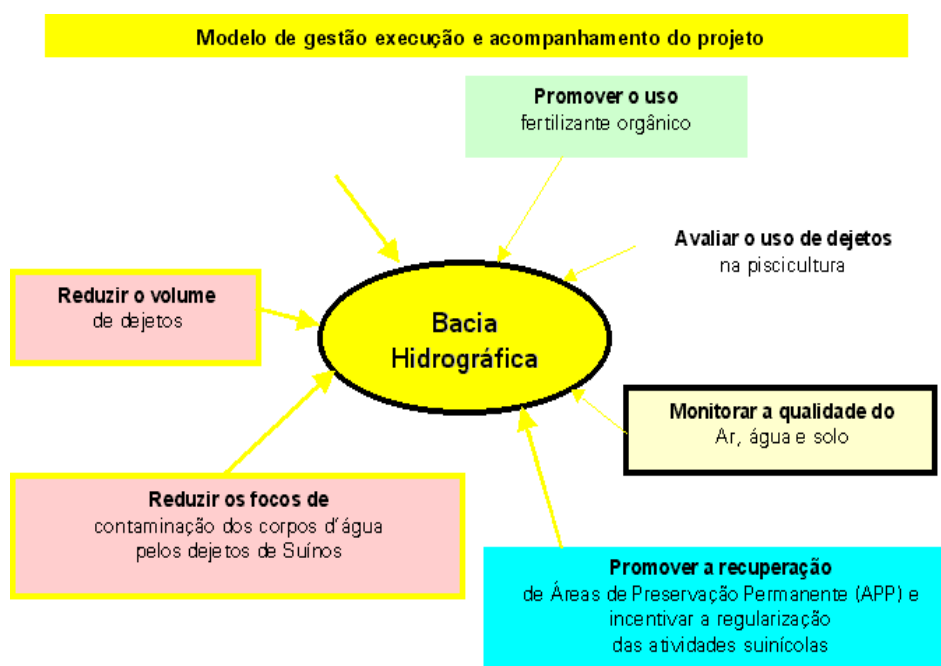 Modelo de gestão execução e acompanhamento do projeto
Promover o uso
fertilizante orgânico
Avaliar o uso de dejetos
na piscicultura
Reduzir o volume
de dejetos
Bacia
Hidrográfica
Monitorar a qualidade do
Ar, água e solo
Reduzir os focos de
contaminação dos corpos d´água
pelos dejetos de Suínos
Promover a recuperação
de Áreas de Preservação Permanente (APP) e
incentivar a regularização
das atividades suinícolas